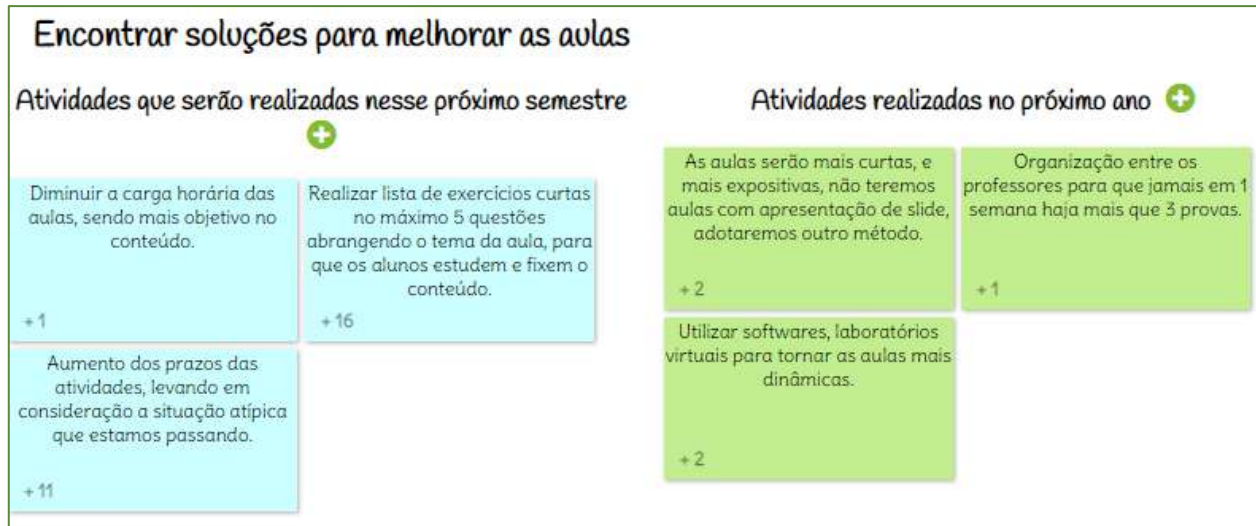 Encontrar soluções para melhorar as aulas
Atividades que serão realizadas nesse próximo semestre
Diminuir a carga horária das
aulas, sendo mais objetivo no
conteúdo.
+1
Realizar lista de exercícios curtas
no máximo 5 questões
abrangendo o tema da aula, para
que os alunos estudem e fixem o
conteúdo.
+16
Aumento dos prazos das
atividades, levando em
consideração a situação atípica
que estamos passando.
+11
Atividades realizadas no próximo ano
As aulas serão mais curtas, e
mais expositivas, não teremos
aulas com apresentação de slide,
adotaremos outro método.
+2
Organização entre os
professores para que jamais em 1
semana haja mais que 3 provas.
+1
Utilizar softwares, laboratórios
virtuais para tornar as aulas mais
dinâmicas.
+2